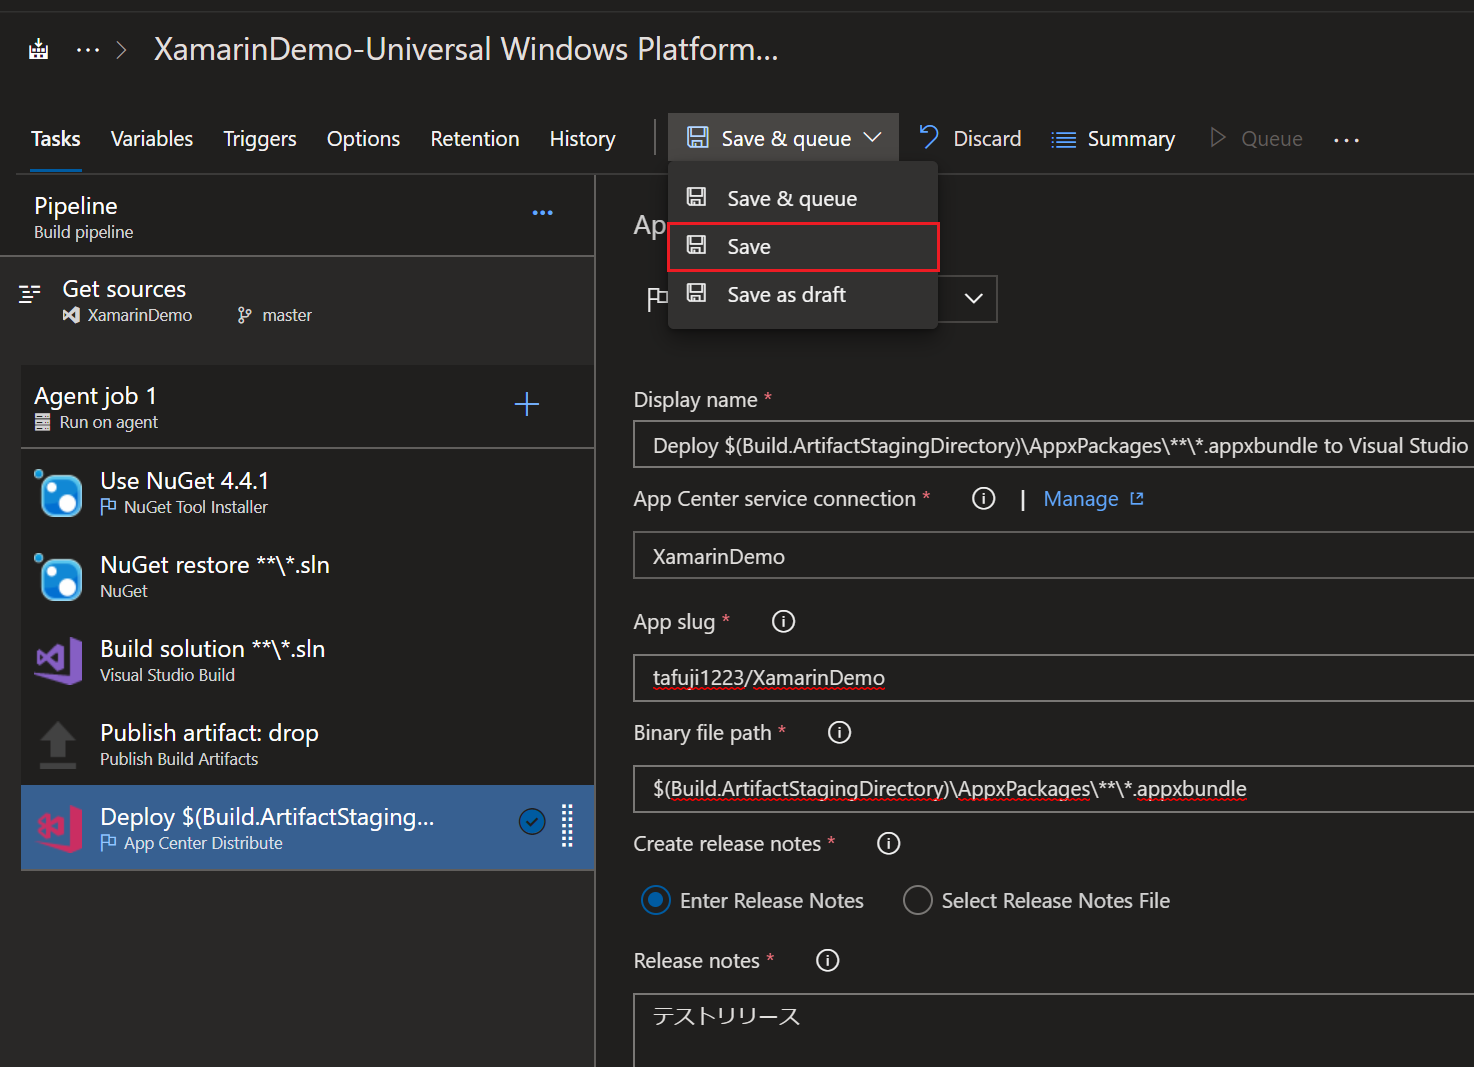 XamarinDemo-Universal Windows Platform...
Tasks Variables Triggers Options Retention History Save & queue Discard Summary Queue ...
Save & queue
Save
Save as draft
Pipeline
Build pipeline
Get sources
XamarinDemo master
Agent job 1
Run on agent
Use NuGet 4.4.1
NuGet Tool Installer
NuGet restore **\*.sln
NuGet
Build solution **\*.sln
Visual Studio Build
Publish artifact: drop
Publish Build Artifacts
Deploy $(Build.ArtifactStaging...
App Center Distribute
Ap
Display name *
Deploy $(Build.ArtifactStagingDirectory)\AppxPackages\**\*.appxbundle to Visual Studio
App Center service connection * | Manage
XamarinDemo
App slug *
tafuji1223/XamarinDemo
Binary file path *
$(Build.ArtifactStagingDirectory)\AppxPackages\**\*.appxbundle
Create release notes *
Enter Release Notes Select Release Notes File
Release notes *
テストリリース